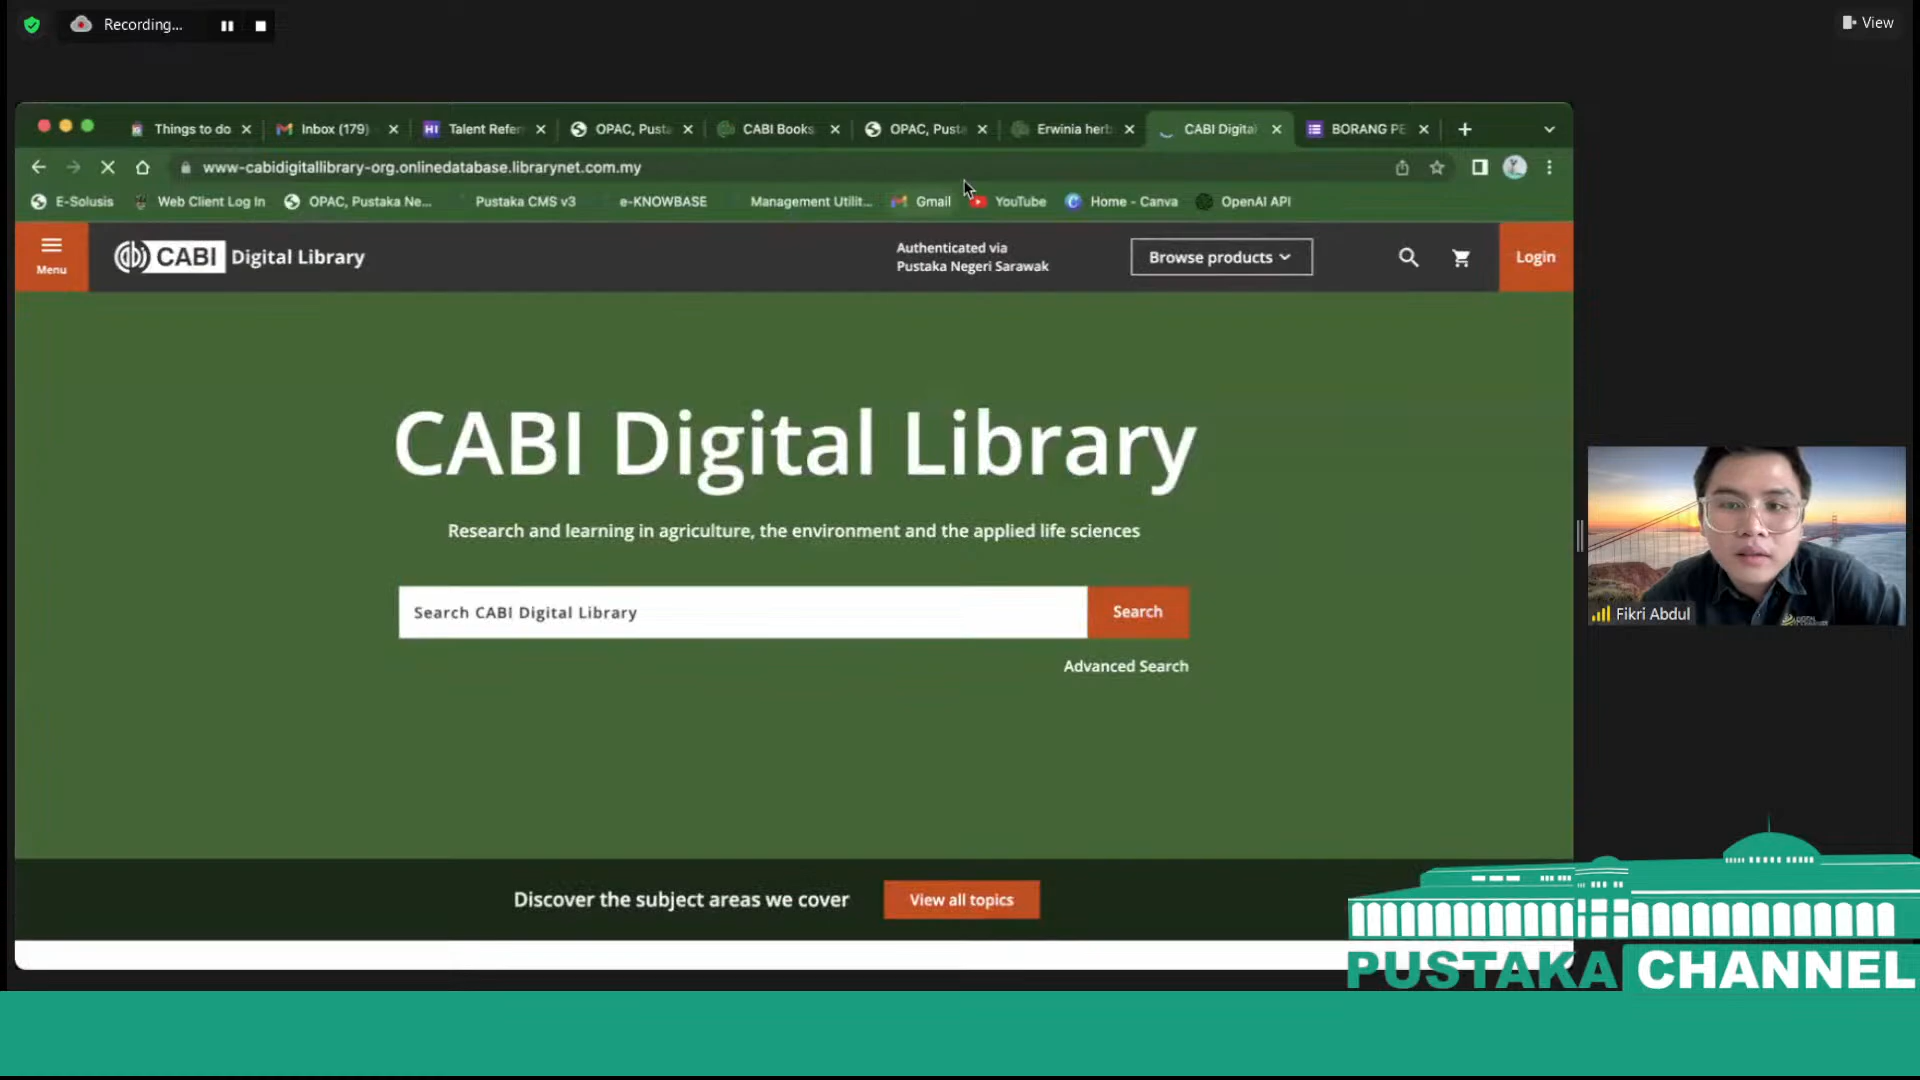 Recording...
View
Things to do
Inbox (179)
HI Talent Refer
OPAC, Pusta
CABI Books
OPAC, Pusta
Erwinia herb
CABI Digital
BORANG PE
www-cabidigitallibrary-org.onlinedatabase.librarynet.com.my
E-Solusis
Web Client Log In
OPAC, Pustaka Ne...
Pustaka CMS v3
e-KNOWBASE
Management Utilit...
Gmail
YouTube
Home - Canva
OpenAI API
Menu
CABI Digital Library
Authenticated via
Pustaka Negeri Sarawak
Browse products
Login
CABI Digital Library
Research and learning in agriculture, the environment and the applied life sciences
Search CABI Digital Library
Search
Advanced Search
Fikri Abdul
Discover the subject areas we cover
View all topics
PUSTAKA CHANNEL